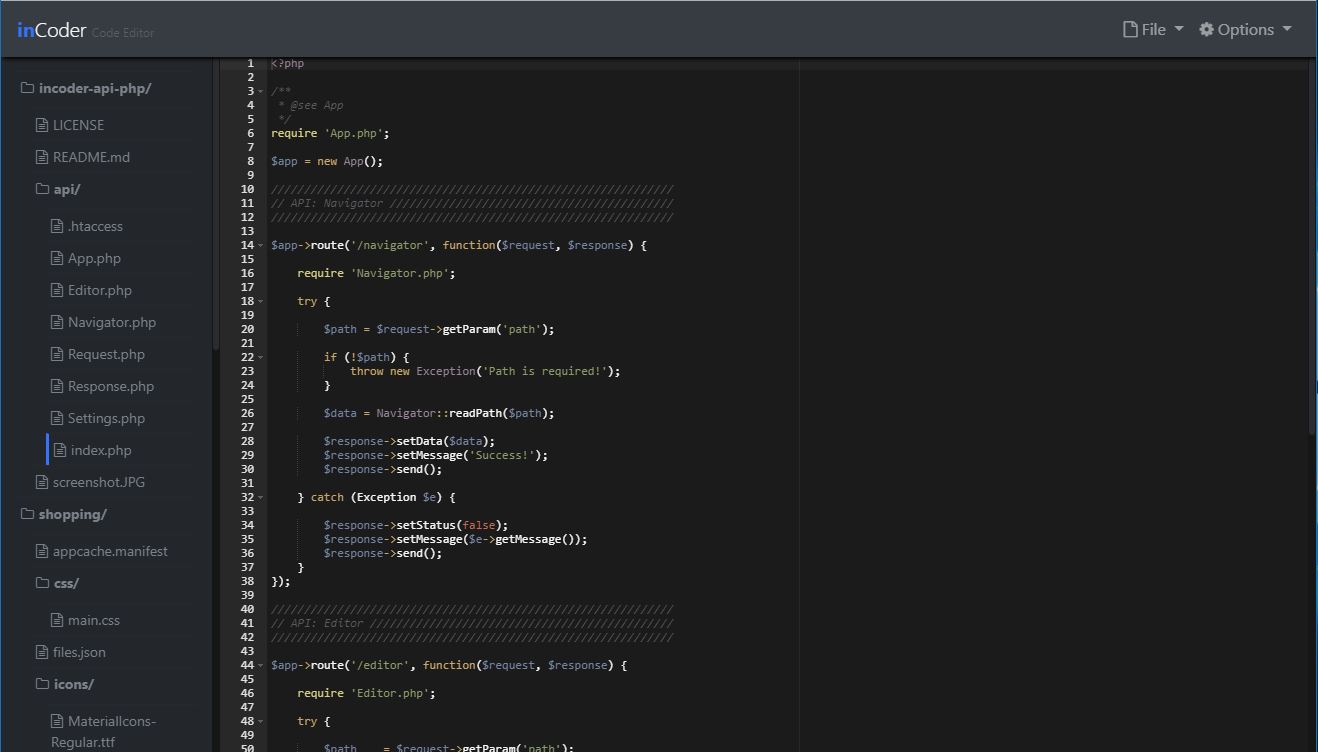 inCoder Code Editor
File Options
incoder-api-php/
LICENSE
README.md
api/
.htaccess
App.php
Editor.php
Navigator.php
Request.php
Response.php
Settings.php
index.php
screenshot.JPG
shopping/
appcache.manifest
css/
main.css
files.json
icons/
MaterialIcons-
Regular.ttf
1 <?php
2
3 /**
4  * @see App
5  */
6 require 'App.php';
7
8 $app = new App();
9
10 /////////////////////////////////////////////////////////////
11 // API: Navigator ///////////////////////////////////////////
12 /////////////////////////////////////////////////////////////
13
14 $app->route('/navigator', function($request, $response) {
15
16     require 'Navigator.php';
17
18     try {
19
20         $path = $request->getParam('path');
21
22         if (!$path) {
23             throw new Exception('Path is required!');
24         }
25
26         $data = Navigator::readPath($path);
27
28         $response->setData($data);
29         $response->setMessage('Success!');
30         $response->send();
31
32     } catch (Exception $e) {
33
34         $response->setStatus(false);
35         $response->setMessage($e->getMessage());
36         $response->send();
37     }
38 });
39
40 /////////////////////////////////////////////////////////////
41 // API: Editor //////////////////////////////////////////////
42 /////////////////////////////////////////////////////////////
43
44 $app->route('/editor', function($request, $response) {
45
46     require 'Editor.php';
47
48     try {
49
50         $path    = $request->getParam('path');